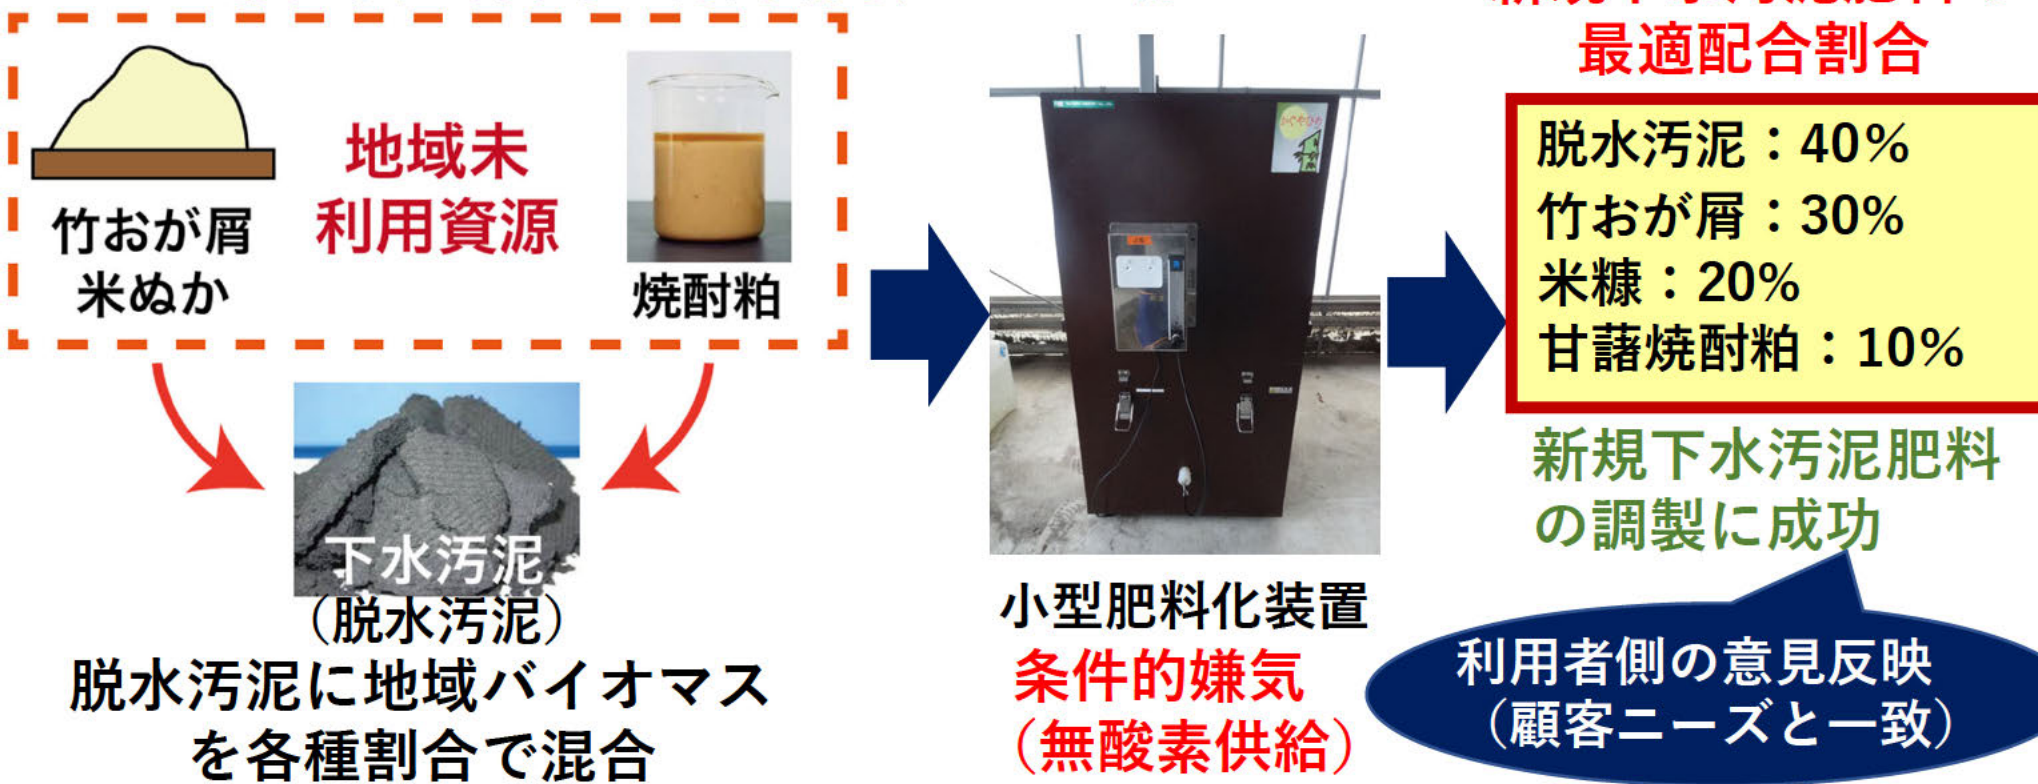 地域未
利用資源
竹おが屑
米ぬか
焼酎粕
下水汚泥
（脱水汚泥）
脱水汚泥に地域バイオマス
を各種割合で混合
小型肥料化装置
条件的嫌気
（無酸素供給）
最適配合割合
脱水汚泥：40%
竹おが屑：30%
米糠：20%
甘藷焼酎粕：10%
新規下水汚泥肥料
の調製に成功
利用者側の意見反映
（顧客ニーズと一致）